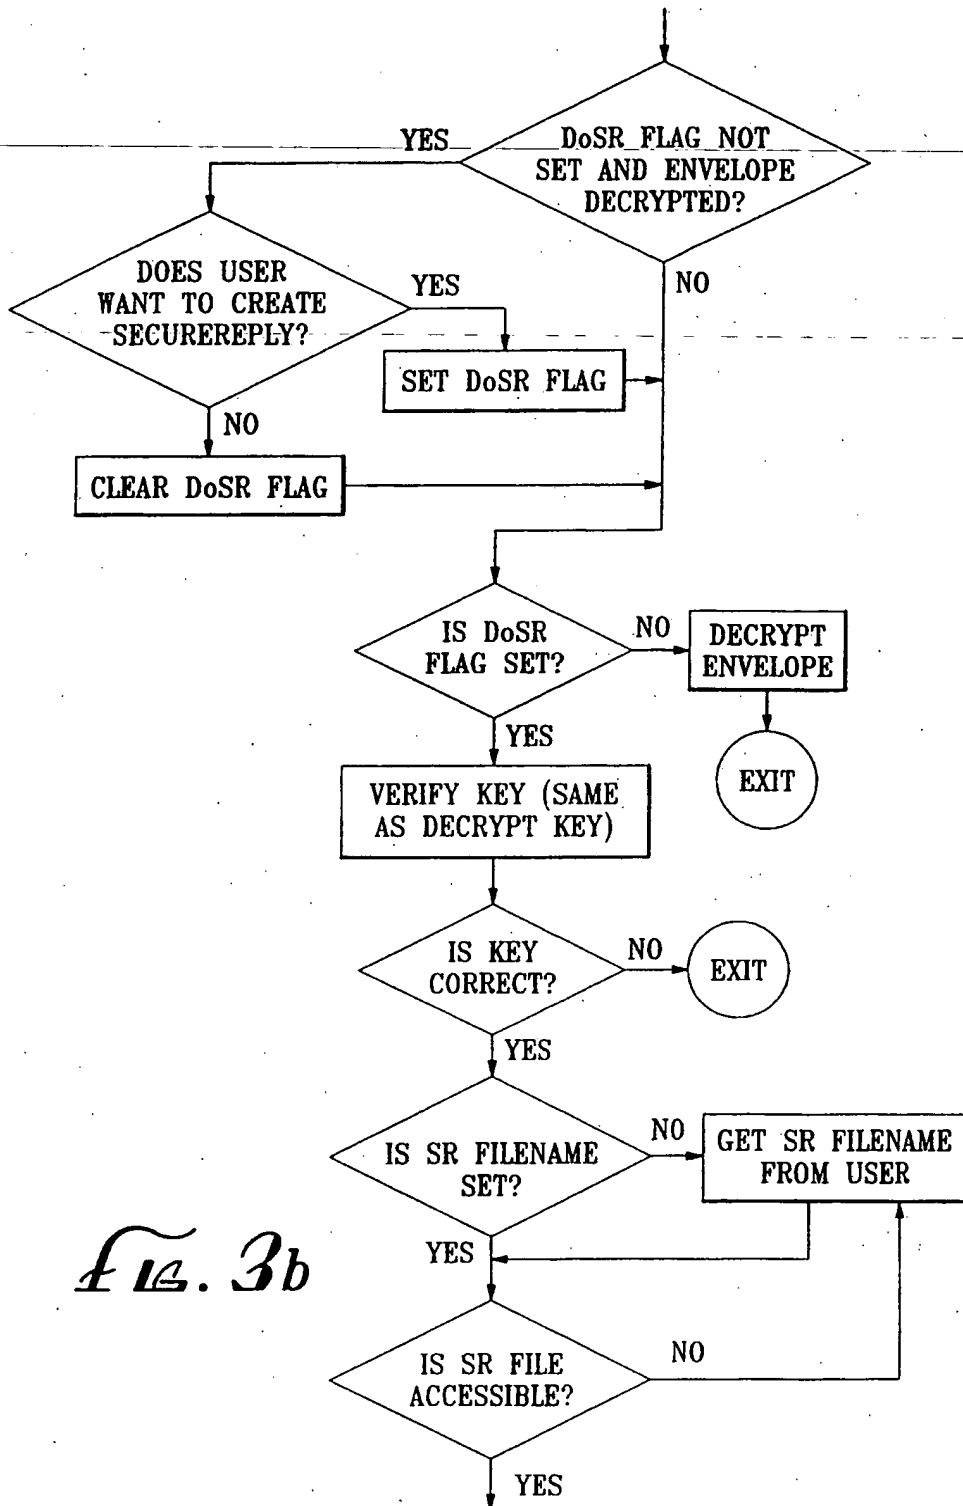 YES
DoSR FLAG NOT
SET AND ENVELOPE
DECRYPTED?
DOES USER
WANT TO CREATE
SECUREREPLY?
YES
NO
SET DoSR FLAG
NO
CLEAR DoSR FLAG
IS DoSR
FLAG SET?
NO
DECRYPT
ENVELOPE
YES
EXIT
VERIFY KEY (SAME
AS DECRYPT KEY)
IS KEY
CORRECT?
NO
EXIT
YES
IS SR FILENAME
SET?
NO
GET SR FILENAME
FROM USER
YES
FIG. 3b
IS SR FILE
ACCESSIBLE?
NO
YES